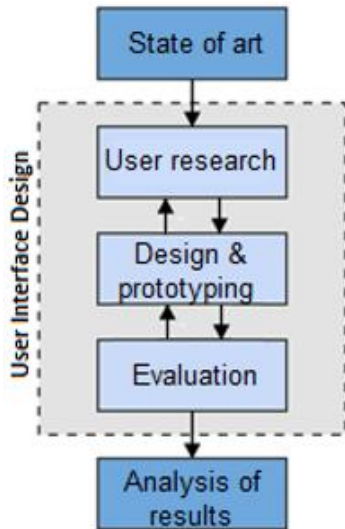 State of art
User Interface Design
User research
Design &
prototyping
Evaluation
Analysis of
results